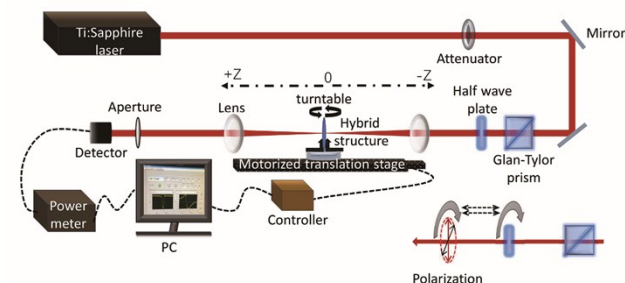 Ti:Sapphire
laser
Mirror
Attenuator
+Z
0
-Z
turntable
Half wave
plate
Aperture
Lens
Hybrid
structure
Detector
Glan-Tylor
prism
Motorized translation stage
Power
meter
PC
Controller
Polarization